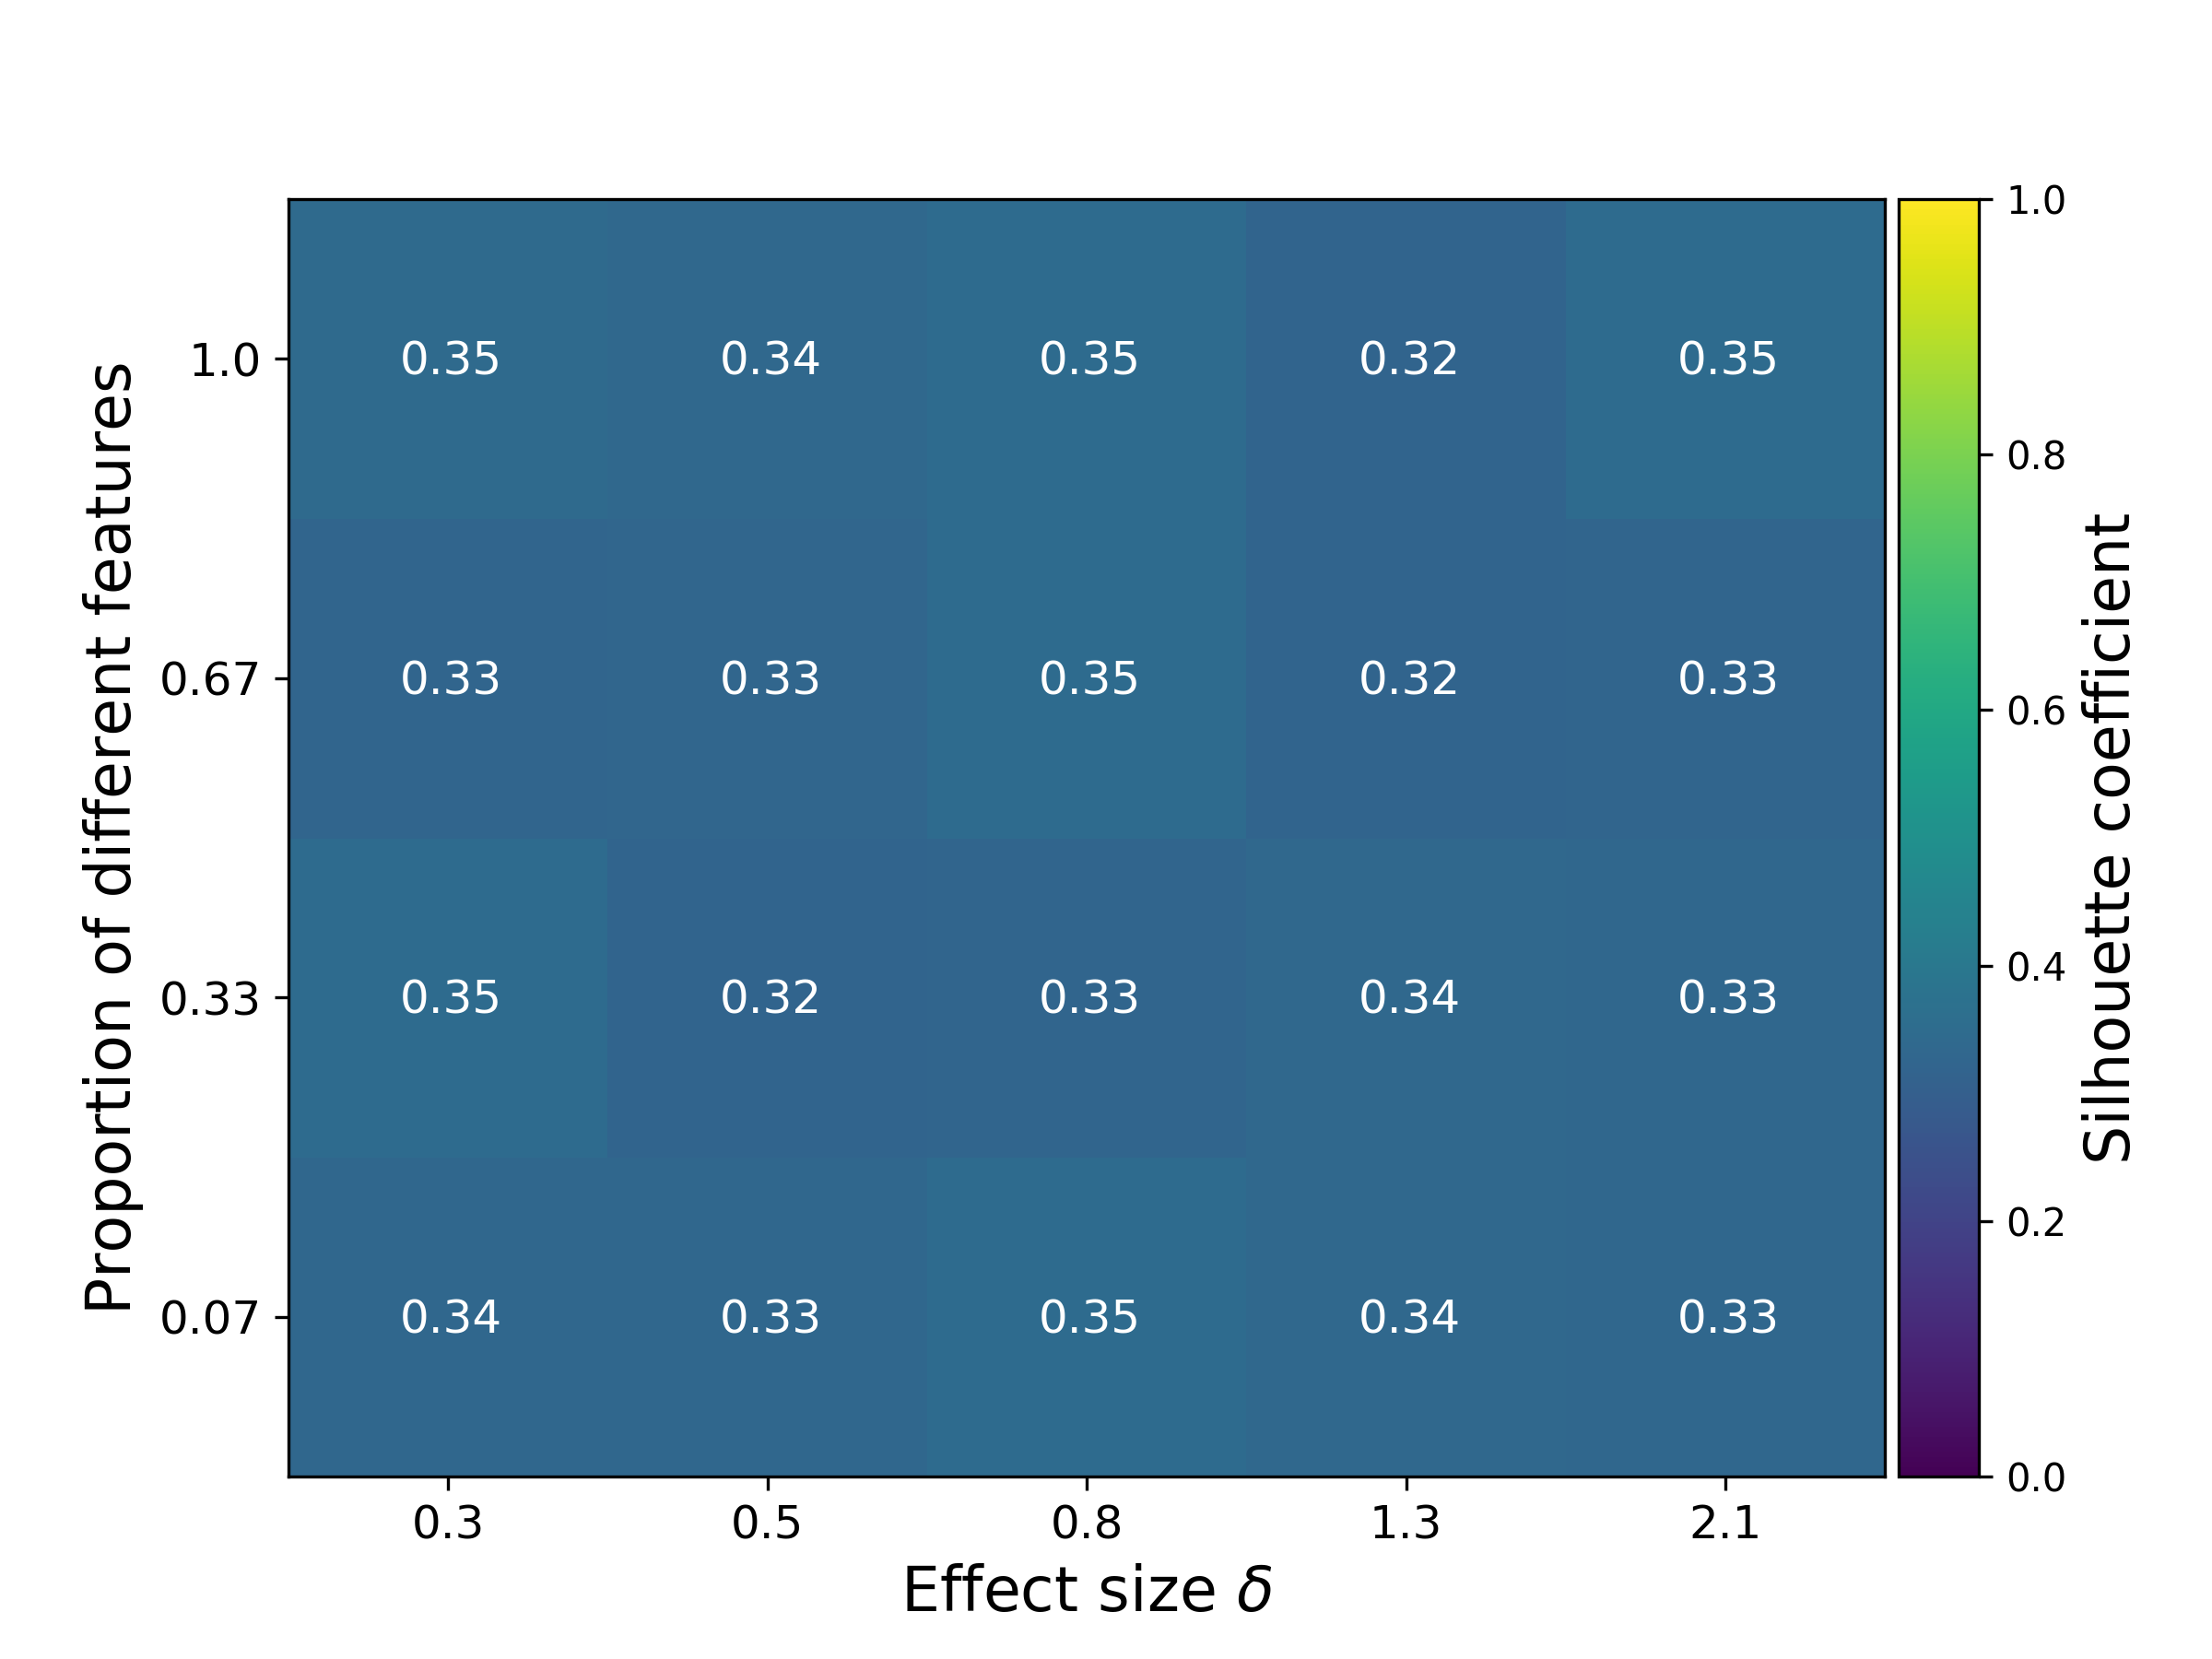 1.0
0.35 0.34 0.35 0.32 0.35
0.67
0.33 0.33 0.35 0.32 0.33
0.33
0.35 0.32 0.33 0.34 0.33
0.07
0.34 0.33 0.35 0.34 0.33
0.3 0.5 0.8 1.3 2.1
Effect size δ
Proportion of different features
1.0
0.8
0.6
0.4
0.2
0.0
Silhouette coefficient